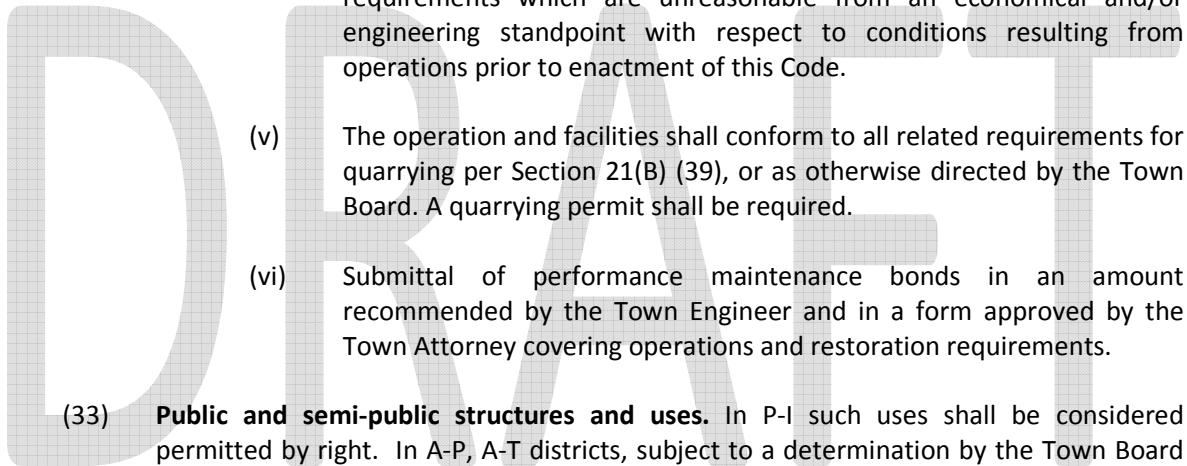 requirements which are unreasonable from an economical and/or
engineering standpoint with respect to conditions resulting from
operations prior to enactment of this Code.
(v) The operation and facilities shall conform to all related requirements for
quarrying per Section 21(B) (39), or as otherwise directed by the Town
Board. A quarrying permit shall be required.
(vi) Submittal of performance maintenance bonds in an amount
recommended by the Town Engineer and in a form approved by the
Town Attorney covering operations and restoration requirements.
(33) Public and semi-public structures and uses. In P-I such uses shall be considered
permitted by right. In A-P, A-T districts, subject to a determination by the Town Board
DRAFT